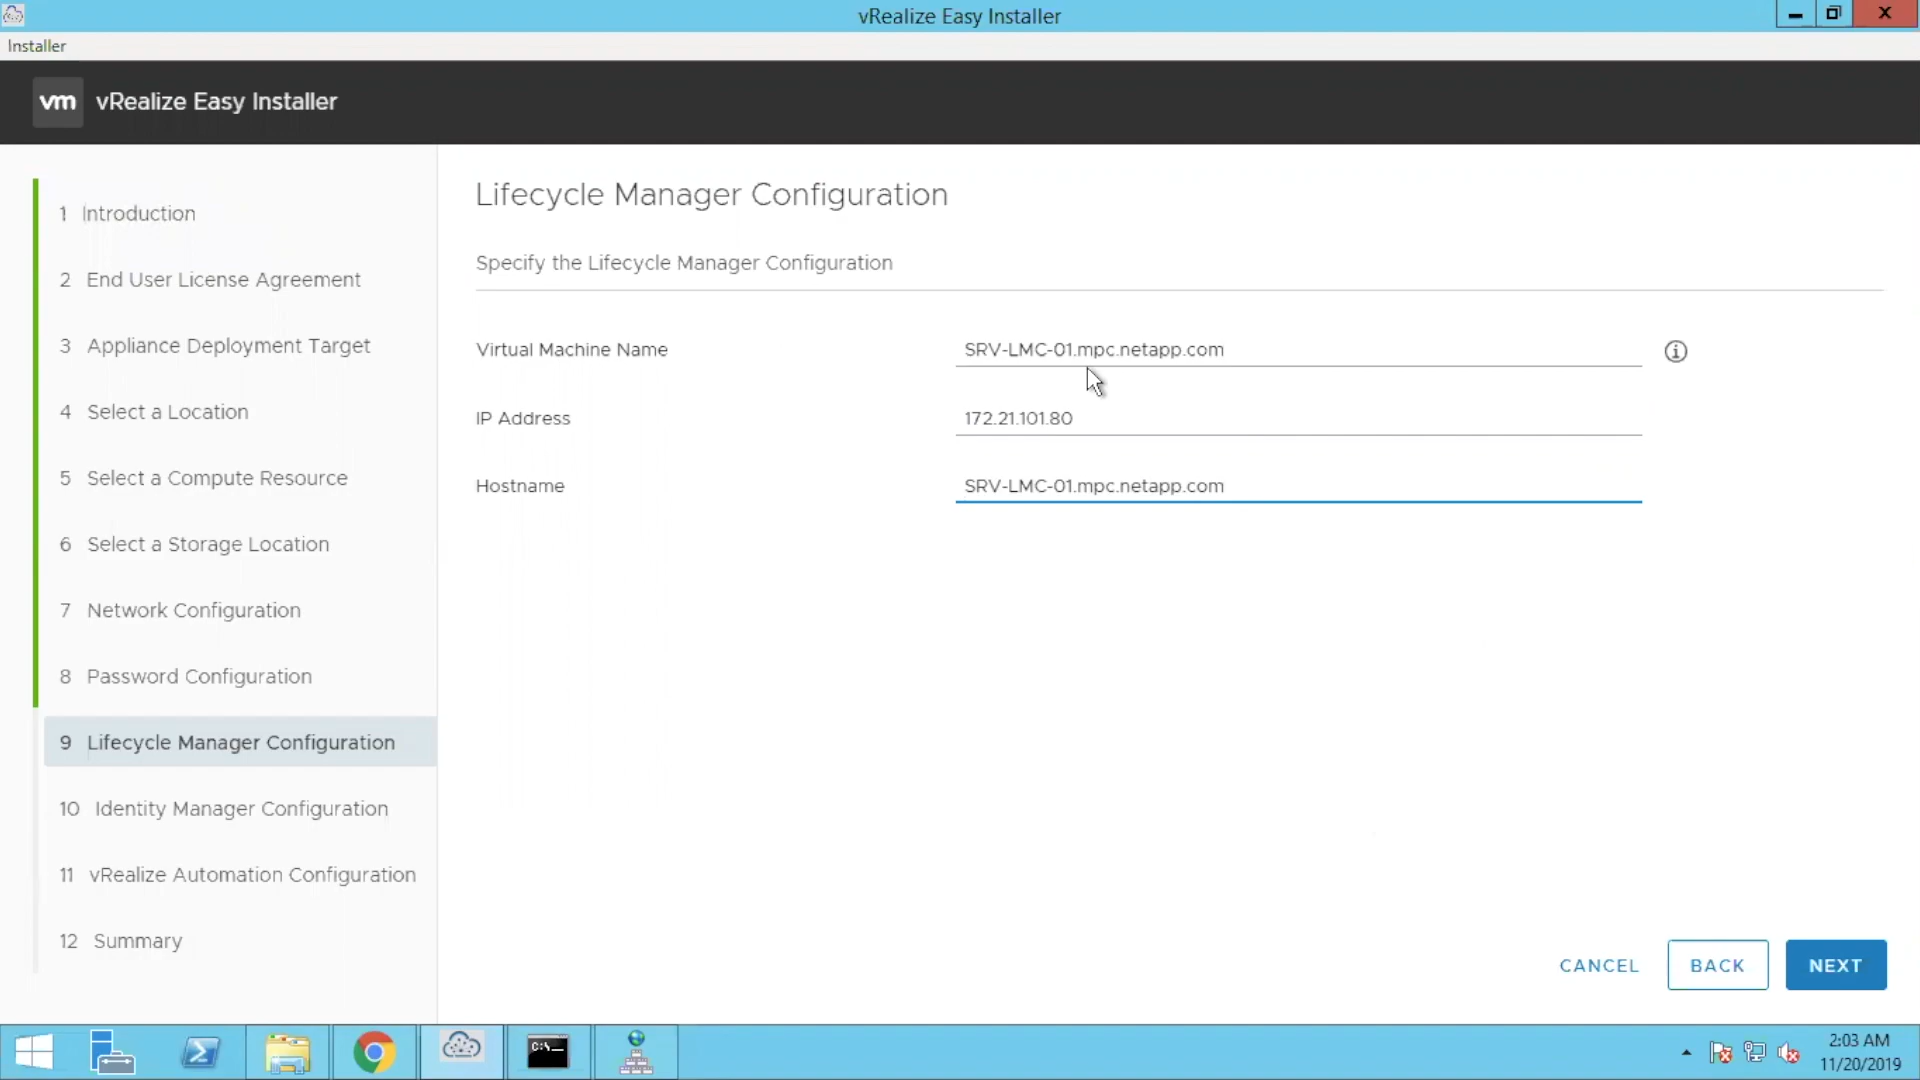 vRealize Easy Installer
Installer
vm vRealize Easy Installer
1 Introduction
2 End User License Agreement
3 Appliance Deployment Target
4 Select a Location
5 Select a Compute Resource
6 Select a Storage Location
7 Network Configuration
8 Password Configuration
9 Lifecycle Manager Configuration
10 Identity Manager Configuration
11 vRealize Automation Configuration
12 Summary
Lifecycle Manager Configuration
Specify the Lifecycle Manager Configuration
Virtual Machine Name SRV-LMC-01.mpc.netapp.com
IP Address 172.21.101.80
Hostname SRV-LMC-01.mpc.netapp.com
CANCEL BACK NEXT
2:03 AM
11/20/2019